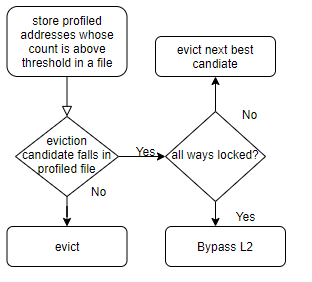 store profiled
addresses whose
count is above
threshold in a file
evict next best
candiate
No
eviction
candidate falls in
profiled file
Yes
all ways locked?
No
Yes
evict
Bypass L2